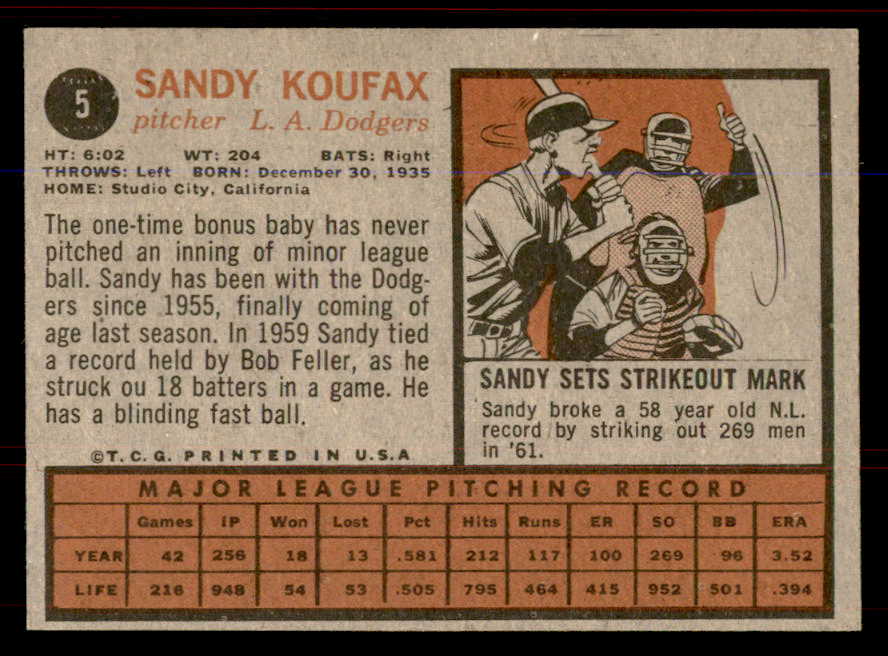 5
SANDY KOUFAX
pitcher L. A. Dodgers
HT: 6:02 WT: 204 BATS: Right
THROWS: Left BORN: December 30, 1935
HOME: Studio City, California
The one-time bonus baby has never
pitched an inning of minor league
ball. Sandy has been with the Dodg-
ers since 1955, finally coming of
age last season. In 1959 Sandy tied
a record held by Bob Feller, as he
struck ou 18 batters in a game. He
has a blinding fast ball.
©T. C. G. PRINTED IN U.S.A
SANDY SETS STRIKEOUT MARK
Sandy broke a 58 year old N.L.
record by striking out 269 men
in '61.
MAJOR LEAGUE PITCHING RECORD
Games IP Won Lost Pct Hits Runs ER SO BB ERA
YEAR 42 256 18 13 .581 212 117 100 269 96 3.52
LIFE 216 948 54 53 .505 795 464 415 952 501 .394